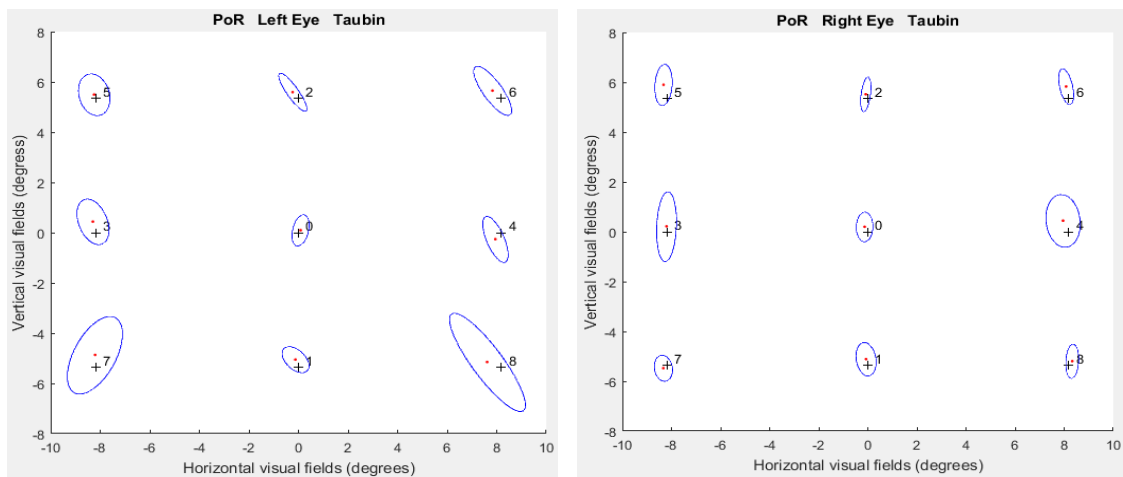 PoR Left Eye Taubin
8
6
4
2
0
-2
-4
-6
-8
-10 -8 -6 -4 -2 0 2 4 6 8 10
Vertical visual fields (degress)
Horizontal visual fields (degrees)
5 2 6
3 0 4
7 1 8
PoR Right Eye Taubin
8
6
4
2
0
-2
-4
-6
-8
-10 -8 -6 -4 -2 0 2 4 6 8 10
Vertical visual fields (degress)
Horizontal visual fields (degrees)
5 2 6
3 0 4
7 1 8